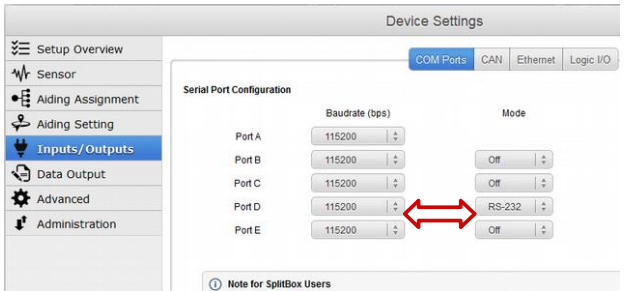 Device Settings
Setup Overview
Sensor
Aiding Assignment
Aiding Setting
Inputs/Outputs
Data Output
Advanced
Administration
COM Ports CAN Ethernet Logic I/O
Serial Port Configuration
Baudrate (bps) Mode
Port A 115200
Port B 115200 Off
Port C 115200 Off
Port D 115200 RS-232
Port E 115200 Off
Note for SplitBox Users